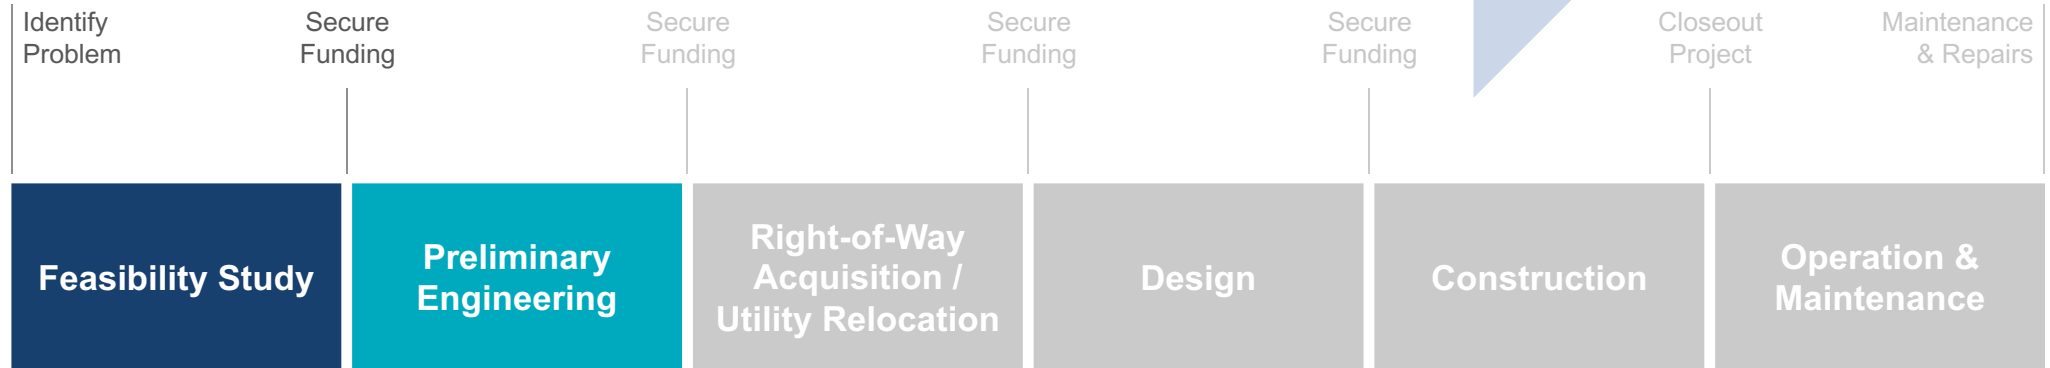 Identify
Problem
Secure
Funding
Secure
Funding
Secure
Funding
Secure
Funding
Closeout
Project
Maintenance
& Repairs
Feasibility Study
Preliminary
Engineering
Right-of-Way
Acquisition /
Utility Relocation
Design
Construction
Operation &
Maintenance